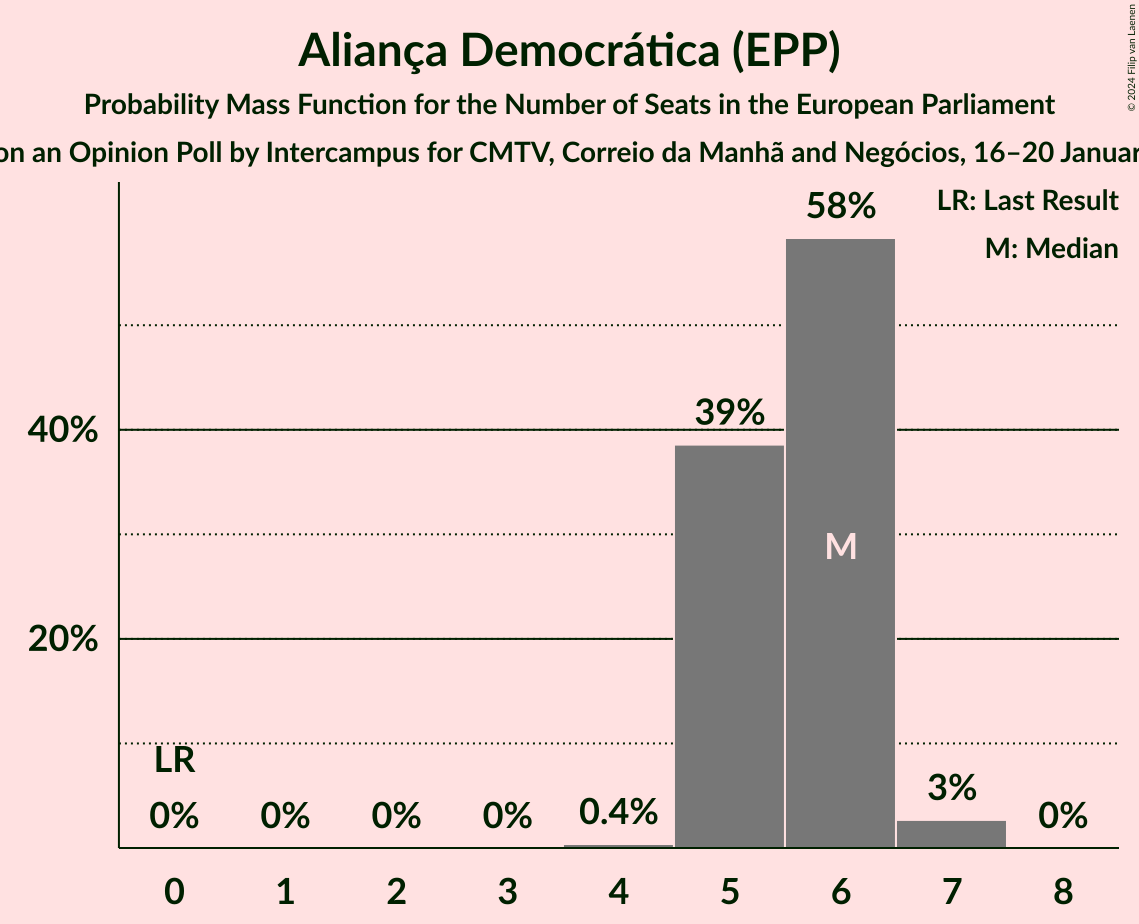 Aliança Democrática (EPP)
Probability Mass Function for the Number of Seats in the European Parliament
on an Opinion Poll by Intercampus for CMTV, Correio da Manhã and Negócios, 16–20 Januar
© 2024 Filip van Laenen
LR: Last Result
M: Median
58%
39%
40%
M
20%
LR
0% 0% 0% 0% 0.4% 3% 0%
0 1 2 3 4 5 6 7 8